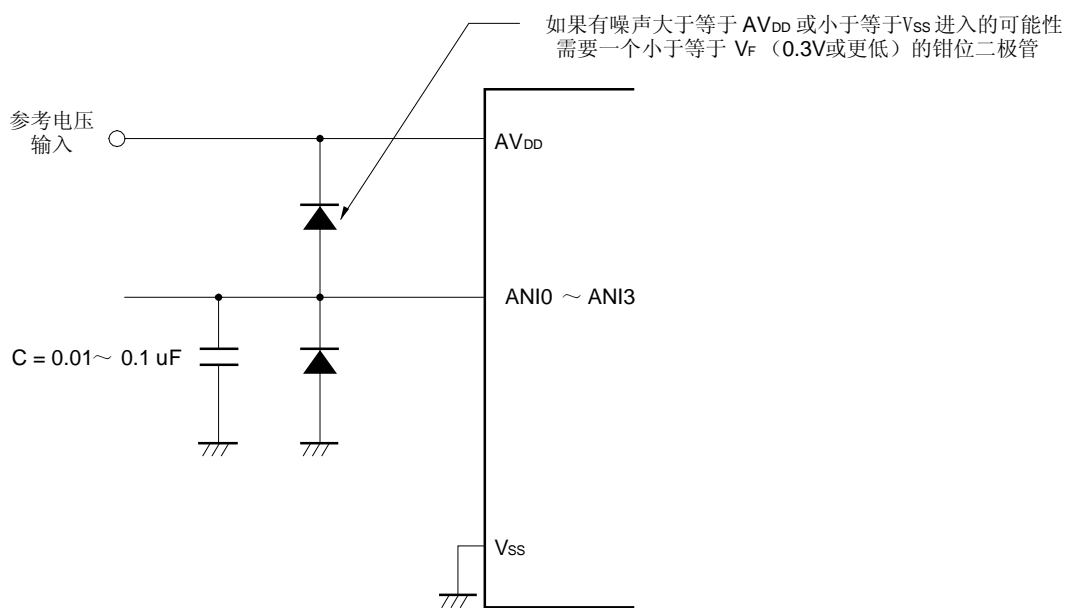 如果有噪声大于等于 AVDD 或小于等于VSS 进入的可能性
需要一个小于等于 VF （0.3V或更低）的钳位二极管
参考电压
输入
AVDD
ANI0 ～ ANI3
C = 0.01～ 0.1 uF
VSS